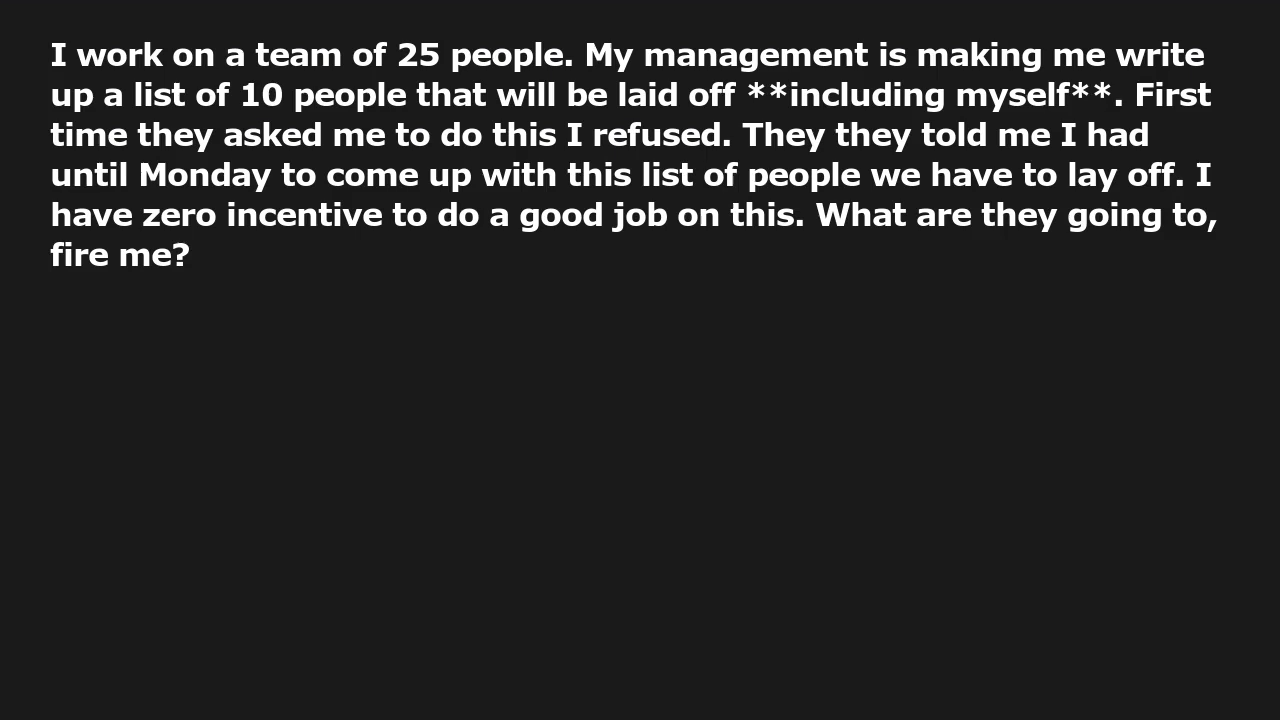 I work on a team of 25 people. My management is making me write
up a list of 10 people that will be laid off **including myself**. First
time they asked me to do this I refused. They they told me I had
until Monday to come up with this list of people we have to lay off. I
have zero incentive to do a good job on this. What are they going to,
fire me?